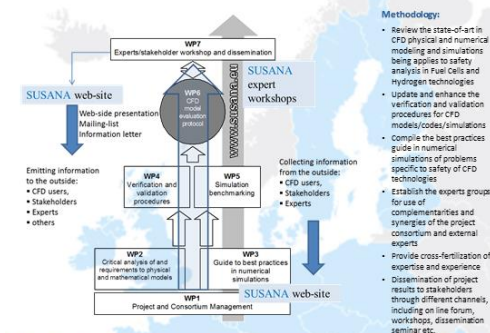 WP7
Experts/stakeholder workshop and dissemination
SUSANA web-site
Web-side presentation
Mailing-list
Information letter
Emitting information
to the outside:
▪ CFD users,
▪ Stakeholders
▪ Experts
▪ others
WP6
CFD
model
evaluation
protocol
SUSANA
expert
workshops
WP4
Verification and
validation
procedures
WP5
Simulation
benchmarking
Collecting information
from the outside:
▪ CFD users,
▪ Stakeholders
▪ Experts
WP2
Critical analysis of and
requirements to physical
and mathematical models
WP3
Guide to best practices
in numerical
simulations
WP1
Project and Consortium Management
SUSANA web-site
Methodology:
• Review the state-of-art in
CFD physical and numerical
modeling and simulations
being applies to safety
analysis in Fuel Cells and
Hydrogen technologies
• Update and enhance the
verification and validation
procedures for CFD
models/codes/simulations
• Compile the best practices
guide in numerical
simulations of problems
specific to safety of CFD
technologies
• Establish the experts groups
for use of
complementarities and
synergies of the project
consortium and external
experts
• Provide cross-fertilization of
expertise and experience
• Dissemination of project
results to stakeholders
through different channels,
including on line forum,
workshops, dissemination
seminar etc.